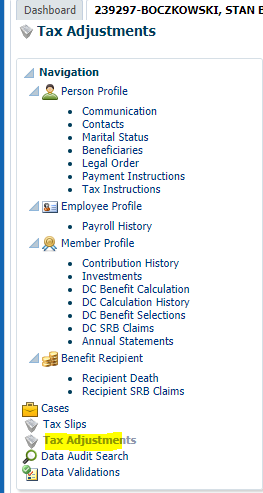 Dashboard
239297-BOCZKOWSKI, STAN
Tax Adjustments
Navigation
Person Profile
Communication
Contacts
Marital Status
Beneficiaries
Legal Order
Payment Instructions
Tax Instructions
Employee Profile
Payroll History
Member Profile
Contribution History
Investments
DC Benefit Calculation
DC Calculation History
DC Benefit Selections
DC SRB Claims
Annual Statements
Benefit Recipient
Recipient Death
Recipient SRB Claims
Cases
Tax Slips
Tax Adjustments
Data Audit Search
Data Validations